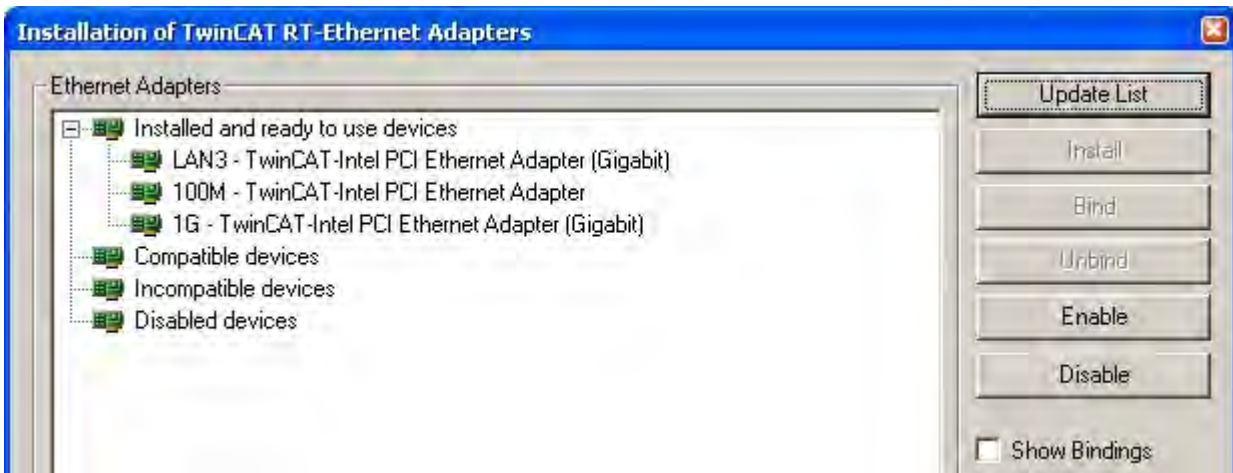 Installation of TwinCAT RT-Ethernet Adapters
Ethernet Adapters
Installed and ready to use devices
LAN3 - TwinCAT-Intel PCI Ethernet Adapter (Gigabit)
100M - TwinCAT-Intel PCI Ethernet Adapter
1G - TwinCAT-Intel PCI Ethernet Adapter (Gigabit)
Compatible devices
Incompatible devices
Disabled devices
Update List
Install
Bind
Unbind
Enable
Disable
Show Bindings